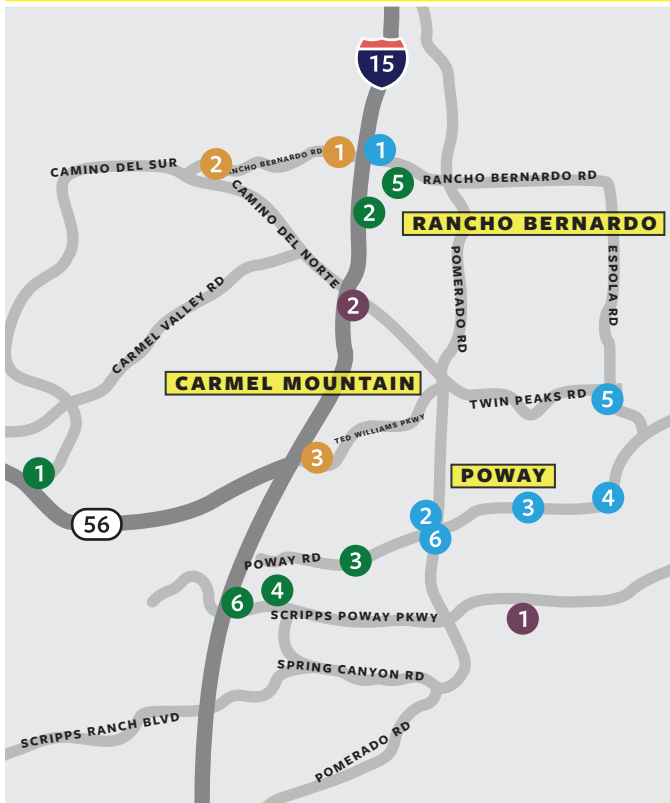 15
CAMINO DEL SUR
2
NCHO BERNARDO RD
1
1
5
RANCHO BERNARDO RD
2
RANCHO BERNARDO
CAMINO DEL NORTE
POMERADO RD
ESPOLA RD
CARMEL VALLEY RD
2
CARMEL MOUNTAIN
TWIN PEAKS RD
5
TED WILLIAMS PKWY
3
1
POWAY
56
2
6
3
4
POWAY RD
3
6
4
SCRIPPS POWAY PKWY
1
SPRING CANYON RD
SCRIPPS RANCH BLVD
POMERADO RD